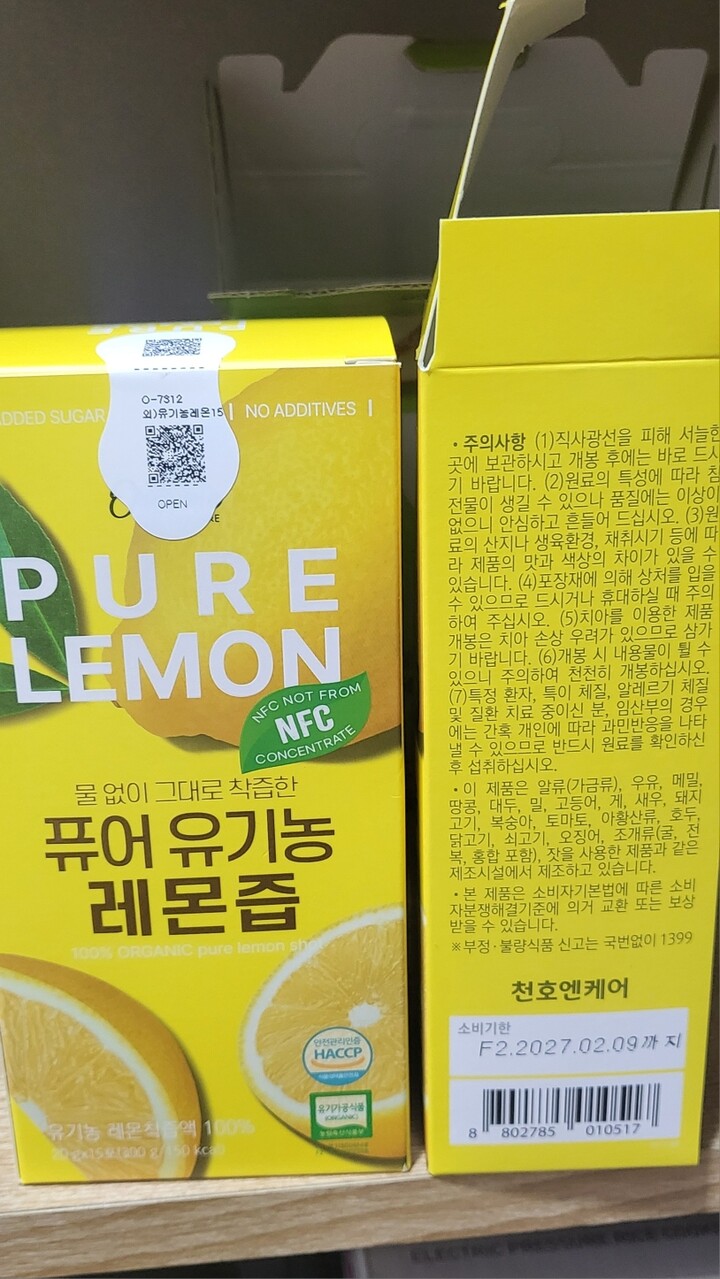 O-7312
외)유기농레몬15
ADDED SUGAR
| NO ADDITIVES |
OPEN
PURE
LEMON
NFC NOT FROM
NFC
CONCENTRATE
물 없이 그대로 착즙한
퓨어 유기농
레몬즙
100% ORGANIC pure lemon shot
안전관리인증
HACCP
유기가공식품
(ORGANIC)
농림축산식품부
유기농 레몬착즙액 100%
• 주의사항 (1)직사광선을 피해 서늘한
곳에 보관하시고 개봉 후에는 바로 드시
기 바랍니다. (2)원료의 특성에 따라 침
전물이 생길 수 있으나 품질에는 이상이
없으니 안심하고 흔들어 드십시오. (3)원
료의 산지나 생육환경, 채취시기 등에 따
라 제품의 맛과 색상의 차이가 있을 수
있습니다. (4)포장재에 의해 상처를 입을
수 있으므로 드시거나 휴대하실 때 주의
하여 주십시오. (5)치아를 이용한 제품
개봉은 치아 손상 우려가 있으므로 삼가
기 바랍니다. (6)개봉 시 내용물이 튈 수
있으니 주의하여 천천히 개봉하십시오.
(7)특정 환자, 특이 체질, 알레르기 체질
및 질환 치료 중이신 분, 임산부의 경우
에는 간혹 개인에 따라 과민반응을 나타
낼 수 있으므로 반드시 원료를 확인하신
후 섭취하십시오.
• 이 제품은 알류(가금류), 우유, 메밀,
땅콩, 대두, 밀, 고등어, 게, 새우, 돼지
고기, 복숭아, 토마토, 아황산류, 호두,
닭고기, 쇠고기, 오징어, 조개류(굴, 전
복, 홍합 포함), 잣을 사용한 제품과 같은
제조시설에서 제조하고 있습니다.
• 본 제품은 소비자기본법에 따른 소비
자분쟁해결기준에 의거 교환 또는 보상
받을 수 있습니다.
※ 부정·불량식품 신고는 국번없이 1399
천호엔케어
소비기한
F2.2027.02.09까지
8 802785 010517